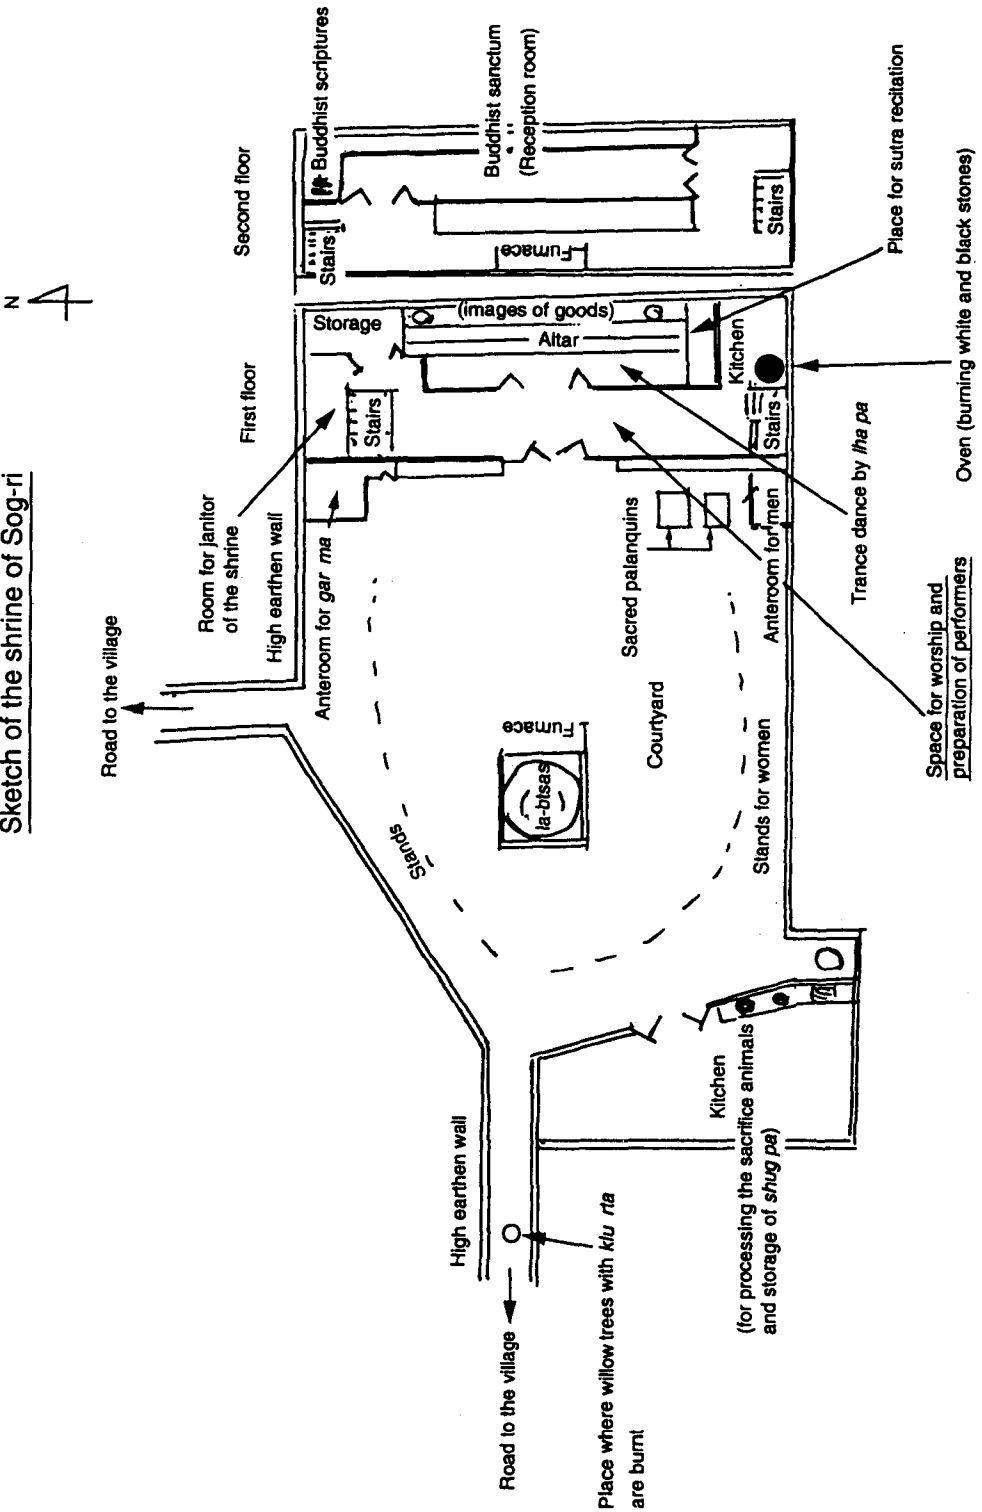 Sketch of the shrine of Sog-ri
N
Road to the village
Second floor
Buddhist scriptures
Stairs
Buddhist sanctum
(Reception room)
Furnace
Stairs
First floor
Storage
(images of goods)
Altar
Stairs
Kitchen
Stairs
Room for janitor
of the shrine
High earthen wall
Anteroom for gar ma
Sacred palanquins
Anteroom for men
Place for sutra recitation
Oven (burning white and black stones)
Trance dance by lha pa
Space for worship and
preparation of performers
Stands
la-btsas
Furnace
Courtyard
Stands for women
High earthen wall
Road to the village
Place where willow trees with klu rta
are burnt
Kitchen
(for processing the sacrifice animals
and storage of shug pa)